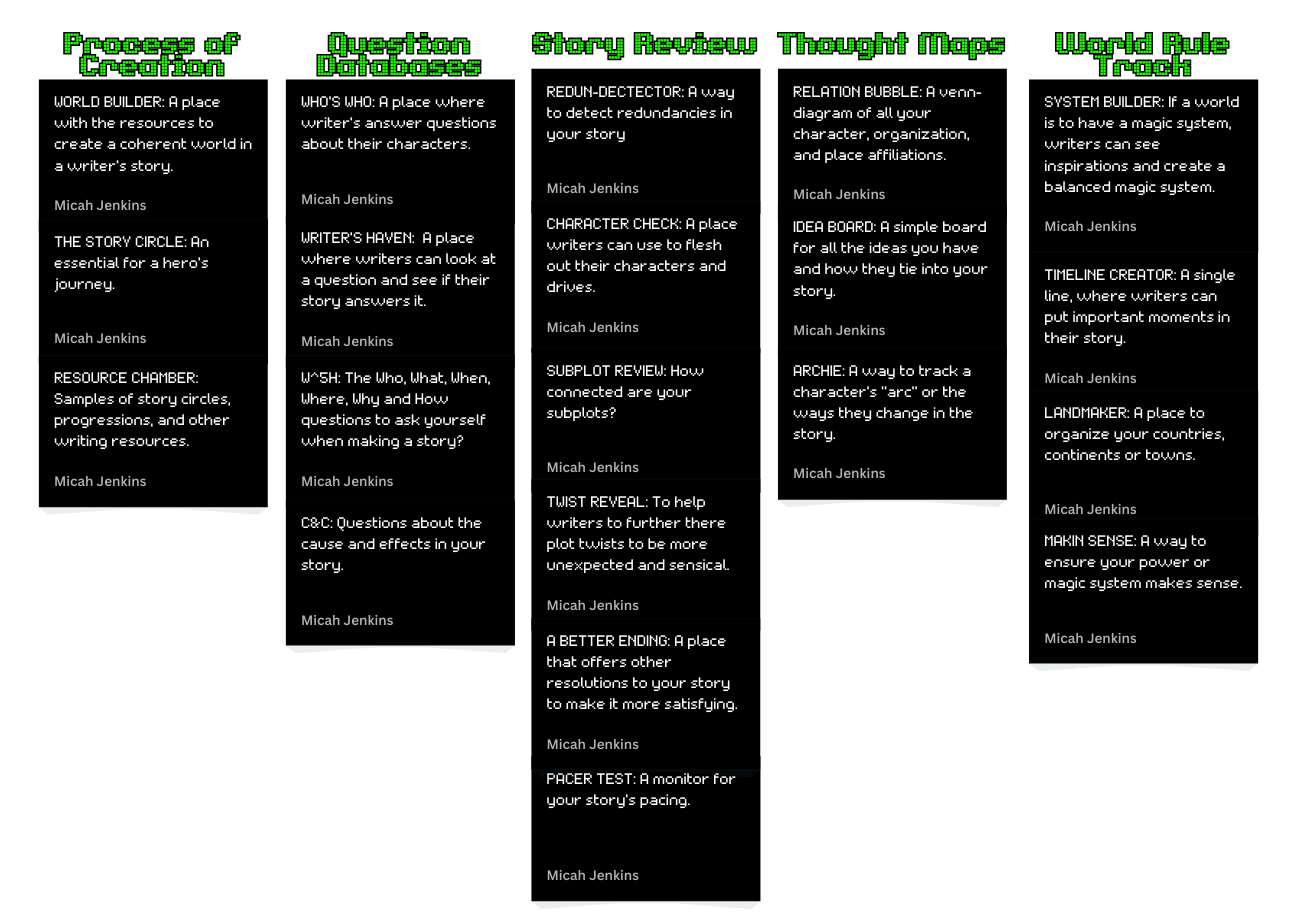 Process of
Creation
WORLD BUILDER: A place
with the resources to
create a coherent world in
a writer's story.
Micah Jenkins
THE STORY CIRCLE: An
essential for a hero's
journey.
Micah Jenkins
RESOURCE CHAMBER:
Samples of story circles,
progressions, and other
writing resources.
Micah Jenkins
Question
Databases
WHO'S WHO: A place where
writer's answer questions
about their characters.
Micah Jenkins
WRITER'S HAVEN: A place
where writers can look at
a question and see if their
story answers it.
Micah Jenkins
W^5H: The Who, What, When,
Where, Why and How
questions to ask yourself
when making a story?
Micah Jenkins
C&C: Questions about the
cause and effects in your
story.
Micah Jenkins
Story Review
REDUN-DECTECTOR: A way
to detect redundancies in
your story
Micah Jenkins
CHARACTER CHECK: A place
writers can use to flesh
out their characters and
drives.
Micah Jenkins
SUBPLOT REVIEW: How
connected are your
subplots?
Micah Jenkins
TWIST REVEAL: To help
writers to further there
plot twists to be more
unexpected and sensical.
Micah Jenkins
A BETTER ENDING: A place
that offers other
resolutions to your story
to make it more satisfying.
Micah Jenkins
PACER TEST: A monitor for
your story's pacing.
Micah Jenkins
Thought Maps
RELATION BUBBLE: A venn-
diagram of all your
character, organization,
and place affiliations.
Micah Jenkins
IDEA BOARD: A simple board
for all the ideas you have
and how they tie into your
story.
Micah Jenkins
ARCHIE: A way to track a
character's "arc" or the
ways they change in the
story.
Micah Jenkins
World Rule
Track
SYSTEM BUILDER: If a world
is to have a magic system,
writers can see
inspirations and create a
balanced magic system.
Micah Jenkins
TIMELINE CREATOR: A single
line, where writers can
put important moments in
their story.
Micah Jenkins
LANDMAKER: A place to
organize your countries,
continents or towns.
Micah Jenkins
MAKIN SENSE: A way to
ensure your power or
magic system makes sense.
Micah Jenkins